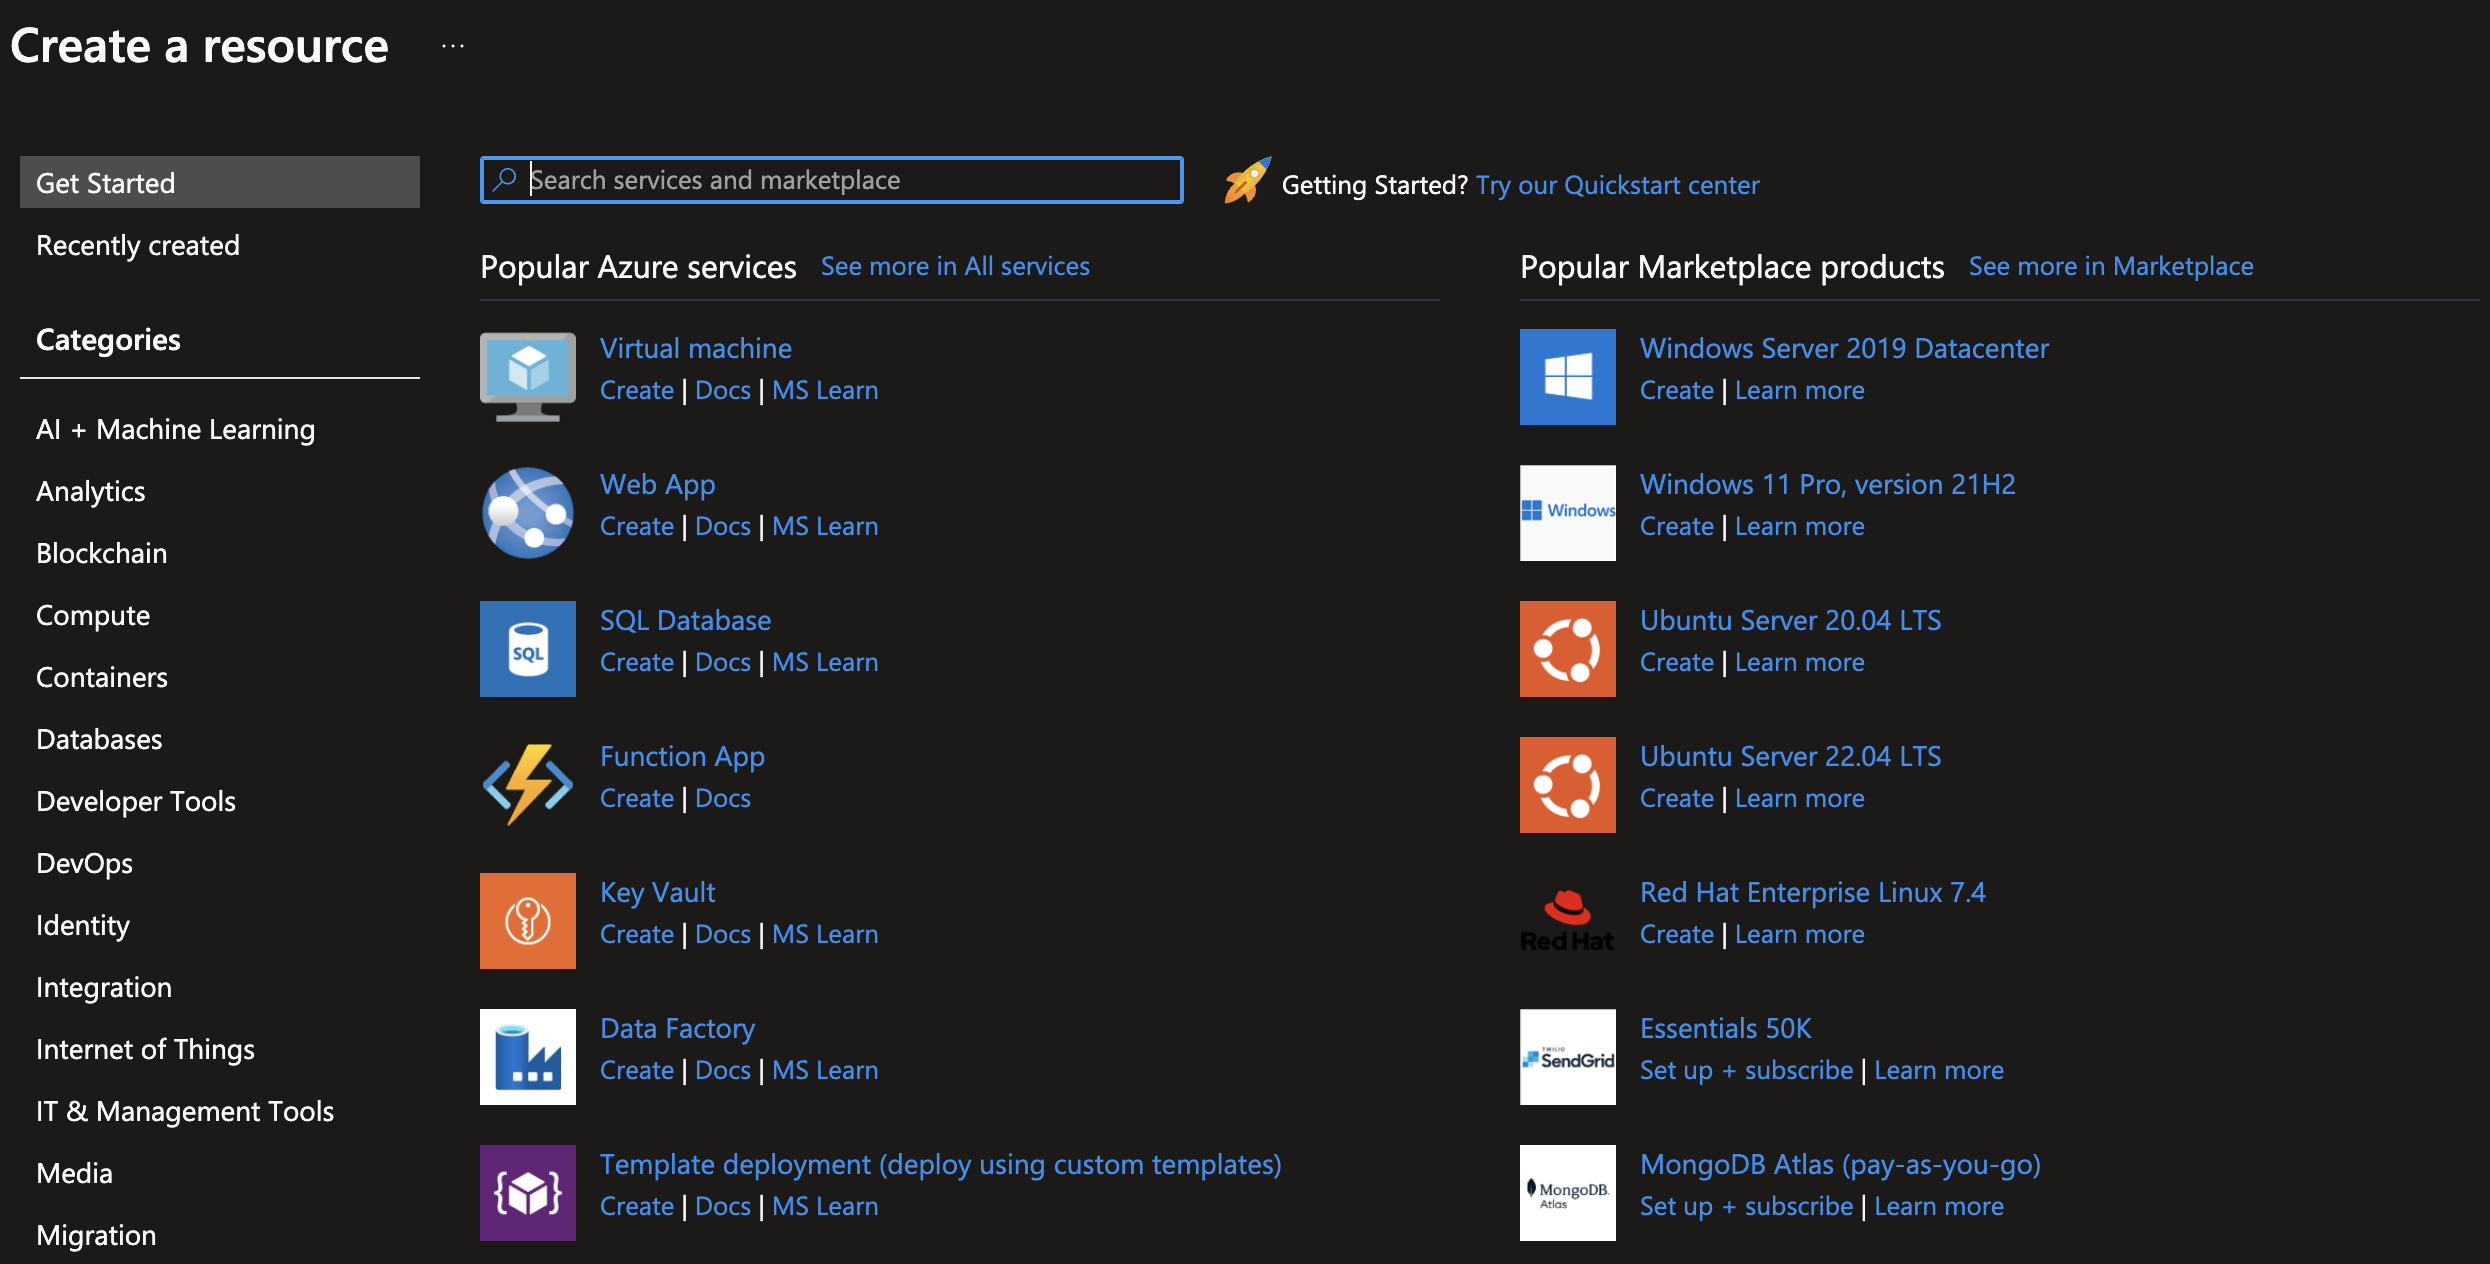 Create a resource ...
Get Started
Recently created
Categories
AI + Machine Learning
Analytics
Blockchain
Compute
Containers
Databases
Developer Tools
DevOps
Identity
Integration
Internet of Things
IT & Management Tools
Media
Migration
Search services and marketplace
Getting Started? Try our Quickstart center
Popular Azure services See more in All services
Virtual machine
Create | Docs | MS Learn
Web App
Create | Docs | MS Learn
SQL
SQL Database
Create | Docs | MS Learn
Function App
Create | Docs
Key Vault
Create | Docs | MS Learn
Data Factory
Create | Docs | MS Learn
Template deployment (deploy using custom templates)
Create | Docs | MS Learn
Popular Marketplace products See more in Marketplace
Windows Server 2019 Datacenter
Create | Learn more
Windows
Windows 11 Pro, version 21H2
Create | Learn more
Ubuntu Server 20.04 LTS
Create | Learn more
Ubuntu Server 22.04 LTS
Create | Learn more
Red Hat
Red Hat Enterprise Linux 7.4
Create | Learn more
TWILIO
SendGrid
Essentials 50K
Set up + subscribe | Learn more
MongoDB.
Atlas
MongoDB Atlas (pay-as-you-go)
Set up + subscribe | Learn more